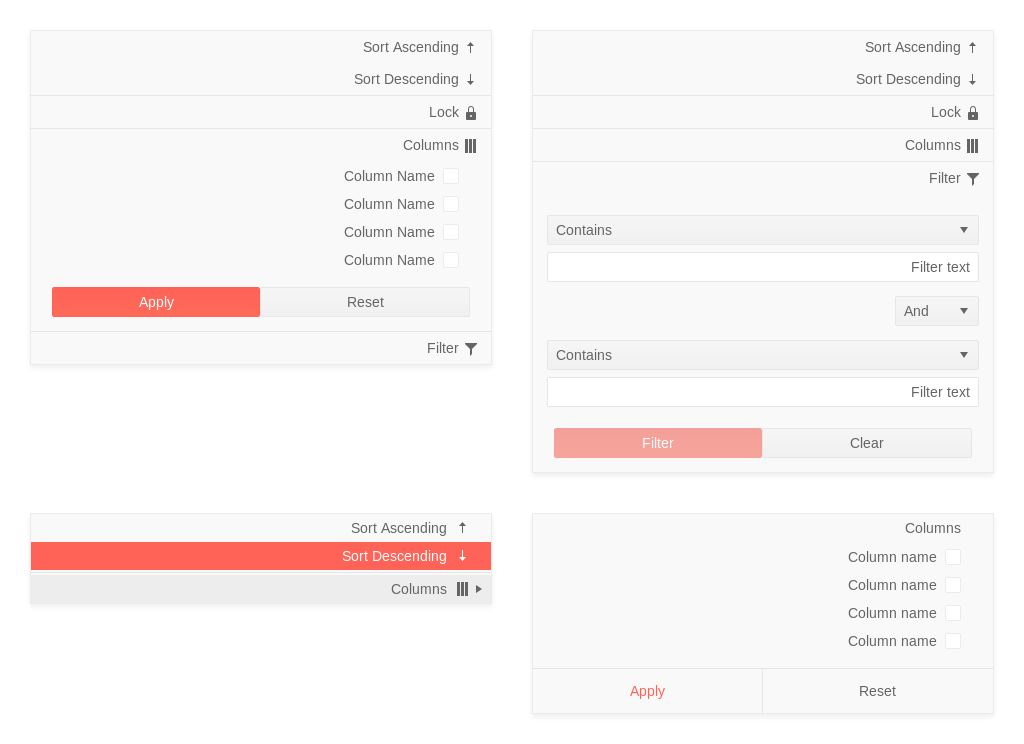 Sort Ascending
Sort Descending
Lock
Columns
Column Name
Column Name
Column Name
Column Name
Apply Reset
Filter
Sort Ascending
Sort Descending
Lock
Columns
Filter
Contains
Filter text
And
Contains
Filter text
Filter Clear
Sort Ascending
Sort Descending
Columns
Columns
Column name
Column name
Column name
Column name
Apply Reset